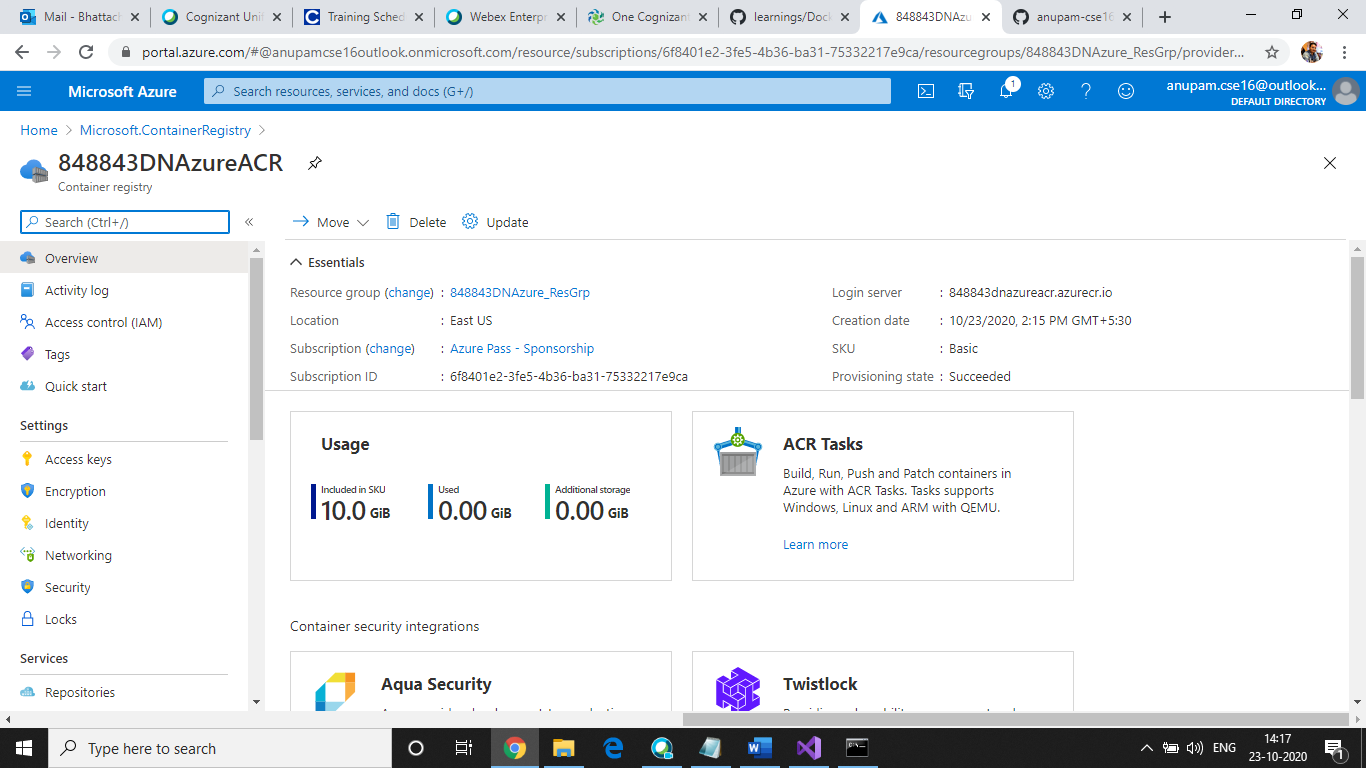 Mail - Bhattach
Cognizant Unif
Training Sched
Webex Enterpr
One Cognizant
learnings/Dock
848843DNAzu
anupam-cse16
portal.azure.com/#@anupamcse16outlook.onmicrosoft.com/resource/subscriptions/6f8401e2-3fe5-4b36-ba31-75332217e9ca/resourcegroups/848843DNAzure_ResGrp/provider...
Microsoft Azure
Search resources, services, and docs (G+/)
1
anupam.cse16@outlook...
DEFAULT DIRECTORY
Home > Microsoft.ContainerRegistry >
848843DNAzureACR
Container registry
Search (Ctrl+/)
«
Move
Delete
Update
Overview
Activity log
Access control (IAM)
Tags
Quick start
Settings
Access keys
Encryption
Identity
Networking
Security
Locks
Services
Repositories
Essentials
Resource group (change) : 848843DNAzure_ResGrp
Location : East US
Subscription (change) : Azure Pass - Sponsorship
Subscription ID : 6f8401e2-3fe5-4b36-ba31-75332217e9ca
Login server : 848843dnazureacr.azurecr.io
Creation date : 10/23/2020, 2:15 PM GMT+5:30
SKU : Basic
Provisioning state : Succeeded
Usage
Included in SKU
10.0 GiB
Used
0.00 GiB
Additional storage
0.00 GiB
ACR Tasks
Build, Run, Push and Patch containers in
Azure with ACR Tasks. Tasks supports
Windows, Linux and ARM with QEMU.
Learn more
Container security integrations
Aqua Security
Twistlock
Type here to search
ENG
14:17
23-10-2020
1